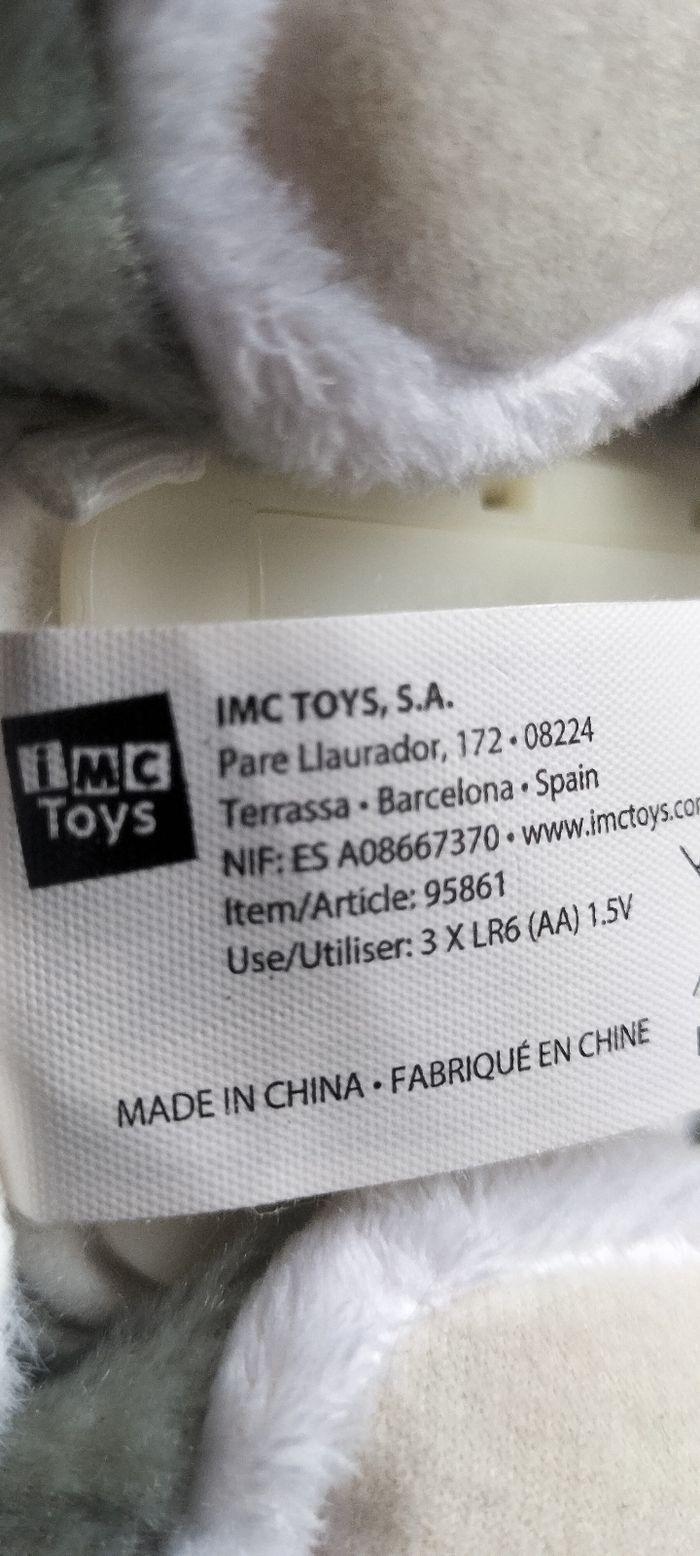 iMC
Toys
IMC TOYS, S.A.
Pare Llaurador, 172 • 08224
Terrassa • Barcelona • Spain
NIF: ES A08667370 • www.imctoys.co
Item/Article: 95861
Use/Utiliser: 3 X LR6 (AA) 1.5V
MADE IN CHINA • FABRIQUÉ EN CHINE